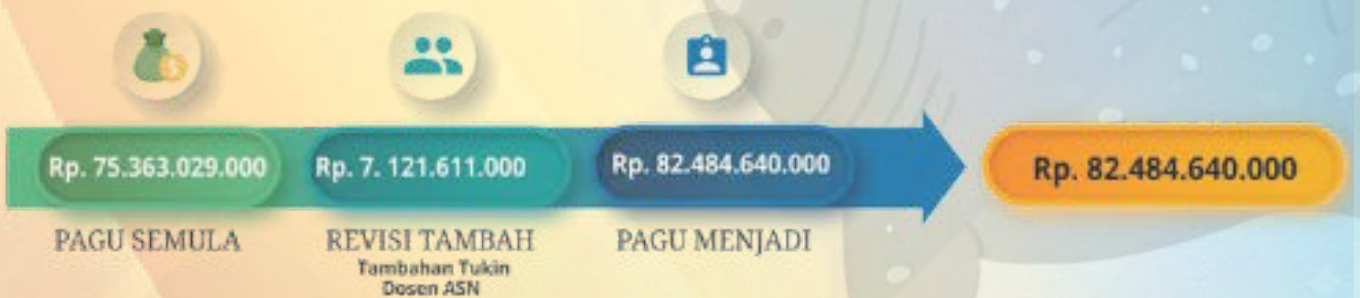 Rp. 75.363.029.000
Rp. 7. 121.611.000
Rp. 82.484.640.000
Rp. 82.484.640.000
PAGU SEMULA
REVISI TAMBAH
PAGU MENJADI
Tambahan Tukin
Dosen ASN